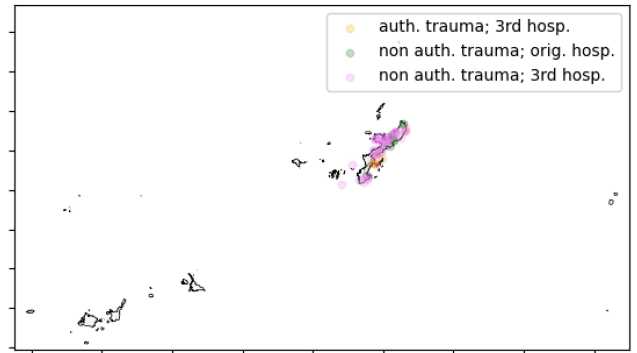 auth. trauma; 3rd hosp.
non auth. trauma; orig. hosp.
non auth. trauma; 3rd hosp.